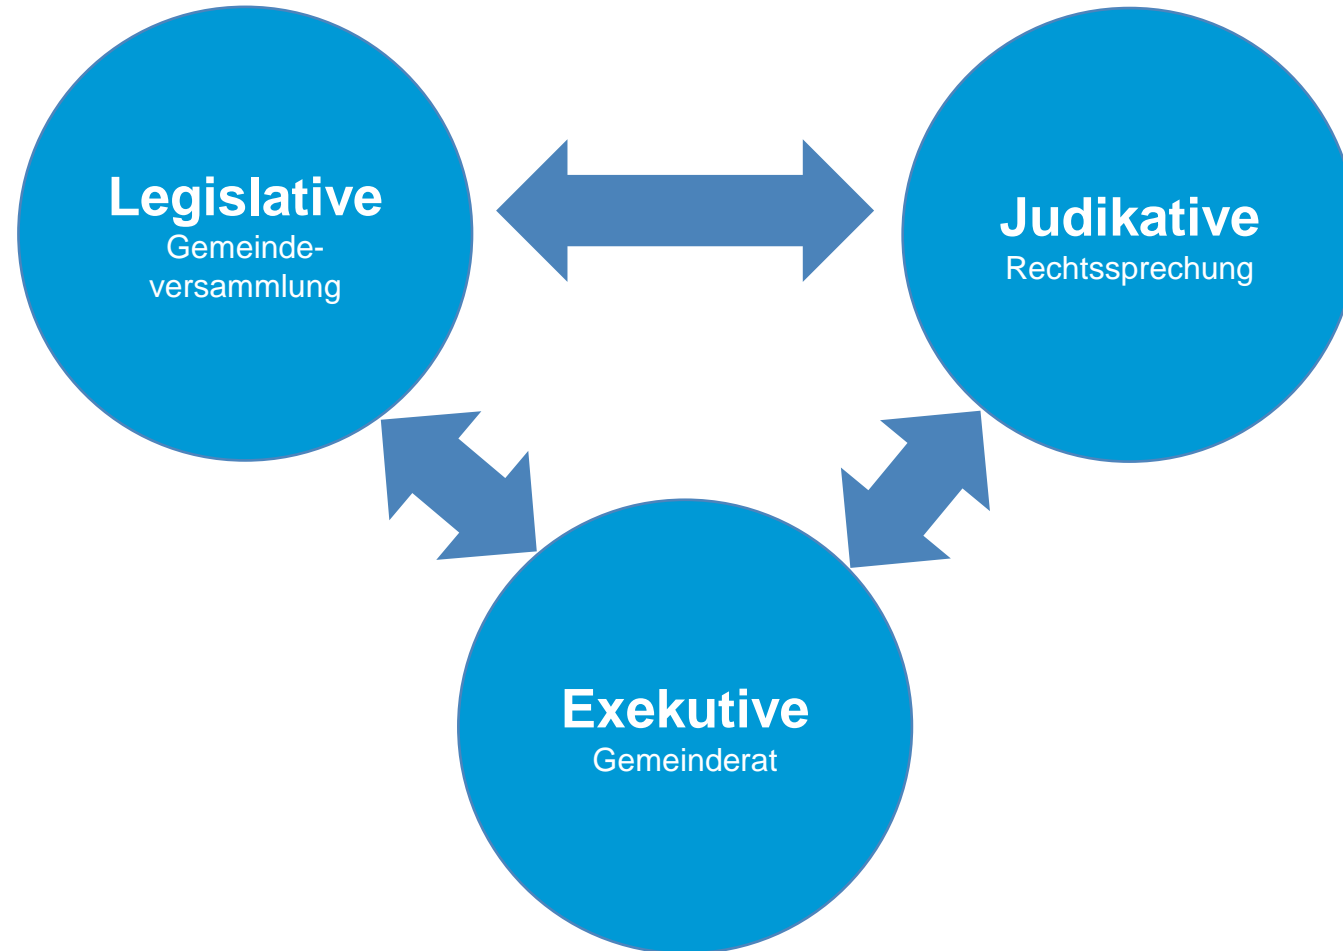 Legislative
Gemeinde-
versammlung
Judikative
Rechtssprechung
Exekutive
Gemeinderat